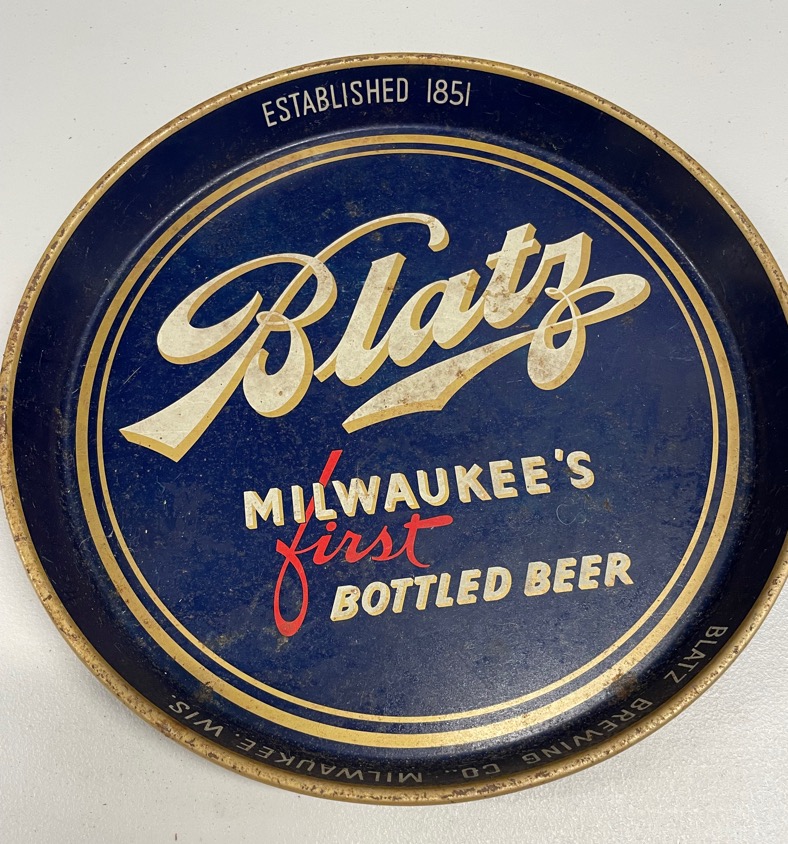 ESTABLISHED 1851
Blatz
MILWAUKEE'S
first
BOTTLED BEER
BLATZ BREWING CO., MILWAUKEE, WIS.